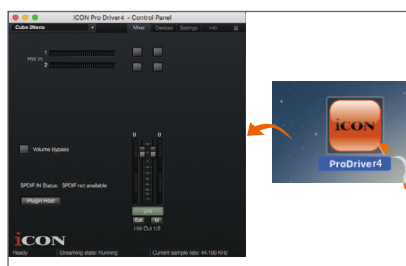 iCON Pro Driver4 - Control Panel
Cube 2Nano
Mixer Devices Settings Info
HW In
1
2
0 0
Volume Bypass
SPDIF IN Status: SPDIF not available
Plugin Host
Link
M
HW Out 1/2
iCON
Ready Streaming state: Running Current sample rate: 44.100 KHz
iCON
ProDriver4